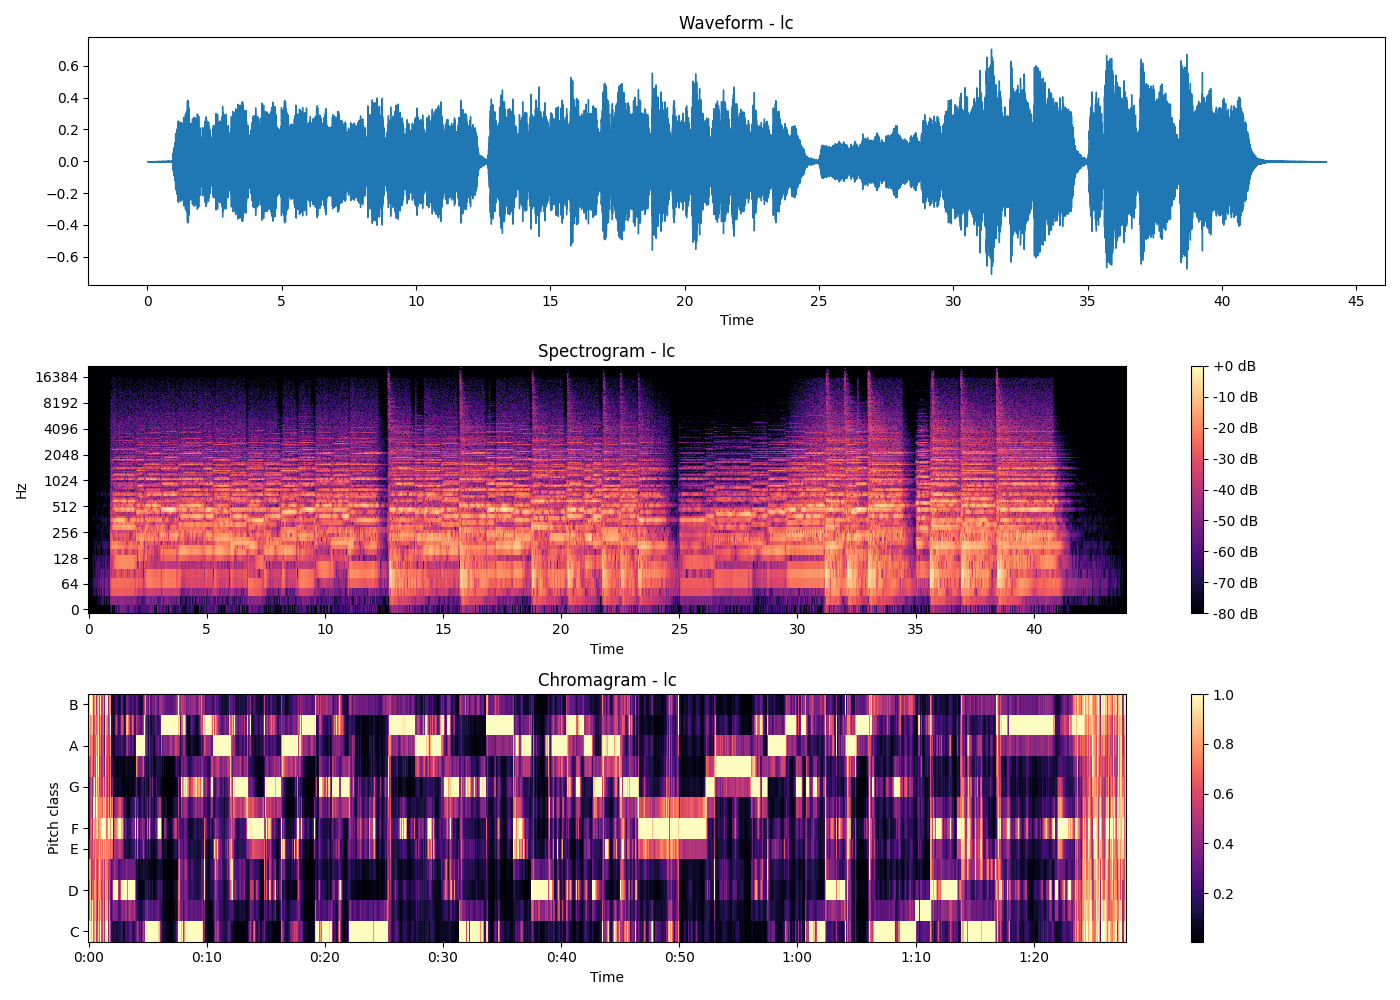 Waveform - lc
0.6
0.4
0.2
0.0
−0.2
−0.4
−0.6
0 5 10 15 20 25 30 35 40 45
Time
Spectrogram - lc
16384
8192
4096
2048
1024
512
256
128
64
0
Hz
0 5 10 15 20 25 30 35 40
Time
+0 dB
-10 dB
-20 dB
-30 dB
-40 dB
-50 dB
-60 dB
-70 dB
-80 dB
Chromagram - lc
B
A
G
F
E
D
C
Pitch class
0:00 0:10 0:20 0:30 0:40 0:50 1:00 1:10 1:20
Time
1.0
0.8
0.6
0.4
0.2